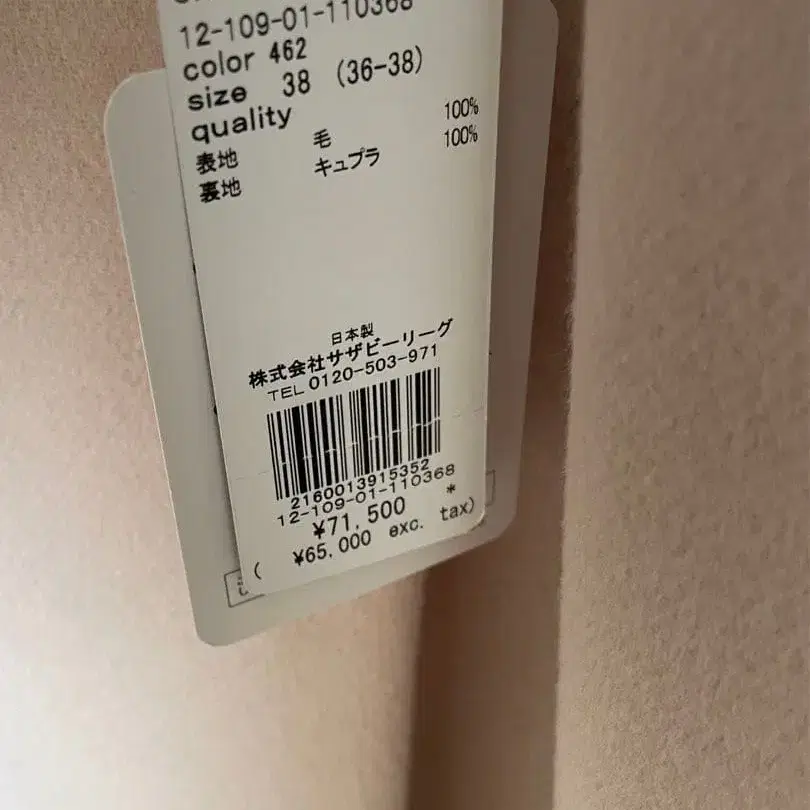 12-109-01-110368
color 462
size 38 (36-38)
quality
表地 毛 100%
裏地 キュプラ 100%
日本製
株式会社サザビーリーグ
TEL 0120-503-971
2160013915352
12-109-01-110368
¥71,500 *
( ¥65,000 exc. tax)